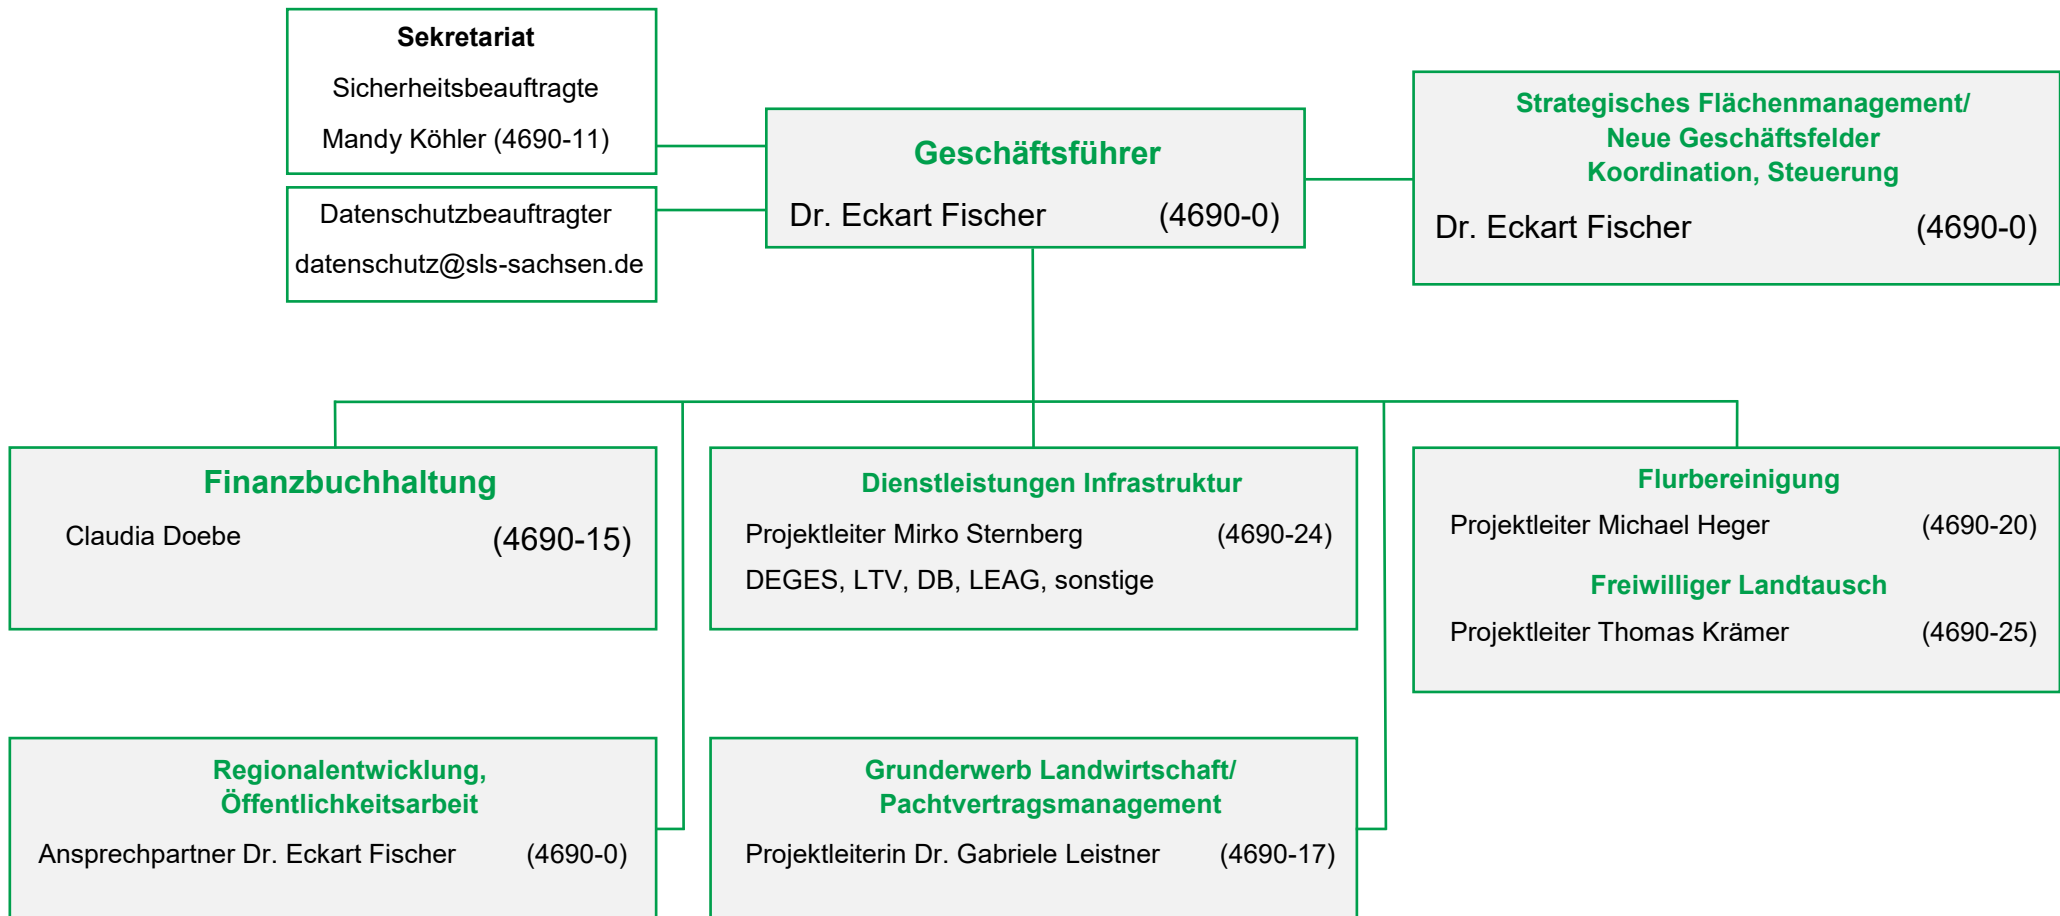 Sekretariat
Sicherheitsbeauftragte
Mandy Köhler (4690-11)
Datenschutzbeauftragter
datenschutz@sls-sachsen.de
Geschäftsführer
Dr. Eckart Fischer (4690-0)
Strategisches Flächenmanagement/
Neue Geschäftsfelder
Koordination, Steuerung
Dr. Eckart Fischer (4690-0)
Finanzbuchhaltung
Claudia Doebe (4690-15)
Dienstleistungen Infrastruktur
Projektleiter Mirko Sternberg (4690-24)
DEGES, LTV, DB, LEAG, sonstige
Flurbereinigung
Projektleiter Michael Heger (4690-20)
Freiwilliger Landtausch
Projektleiter Thomas Krämer (4690-25)
Regionalentwicklung,
Öffentlichkeitsarbeit
Ansprechpartner Dr. Eckart Fischer (4690-0)
Grunderwerb Landwirtschaft/
Pachtvertragsmanagement
Projektleiterin Dr. Gabriele Leistner (4690-17)